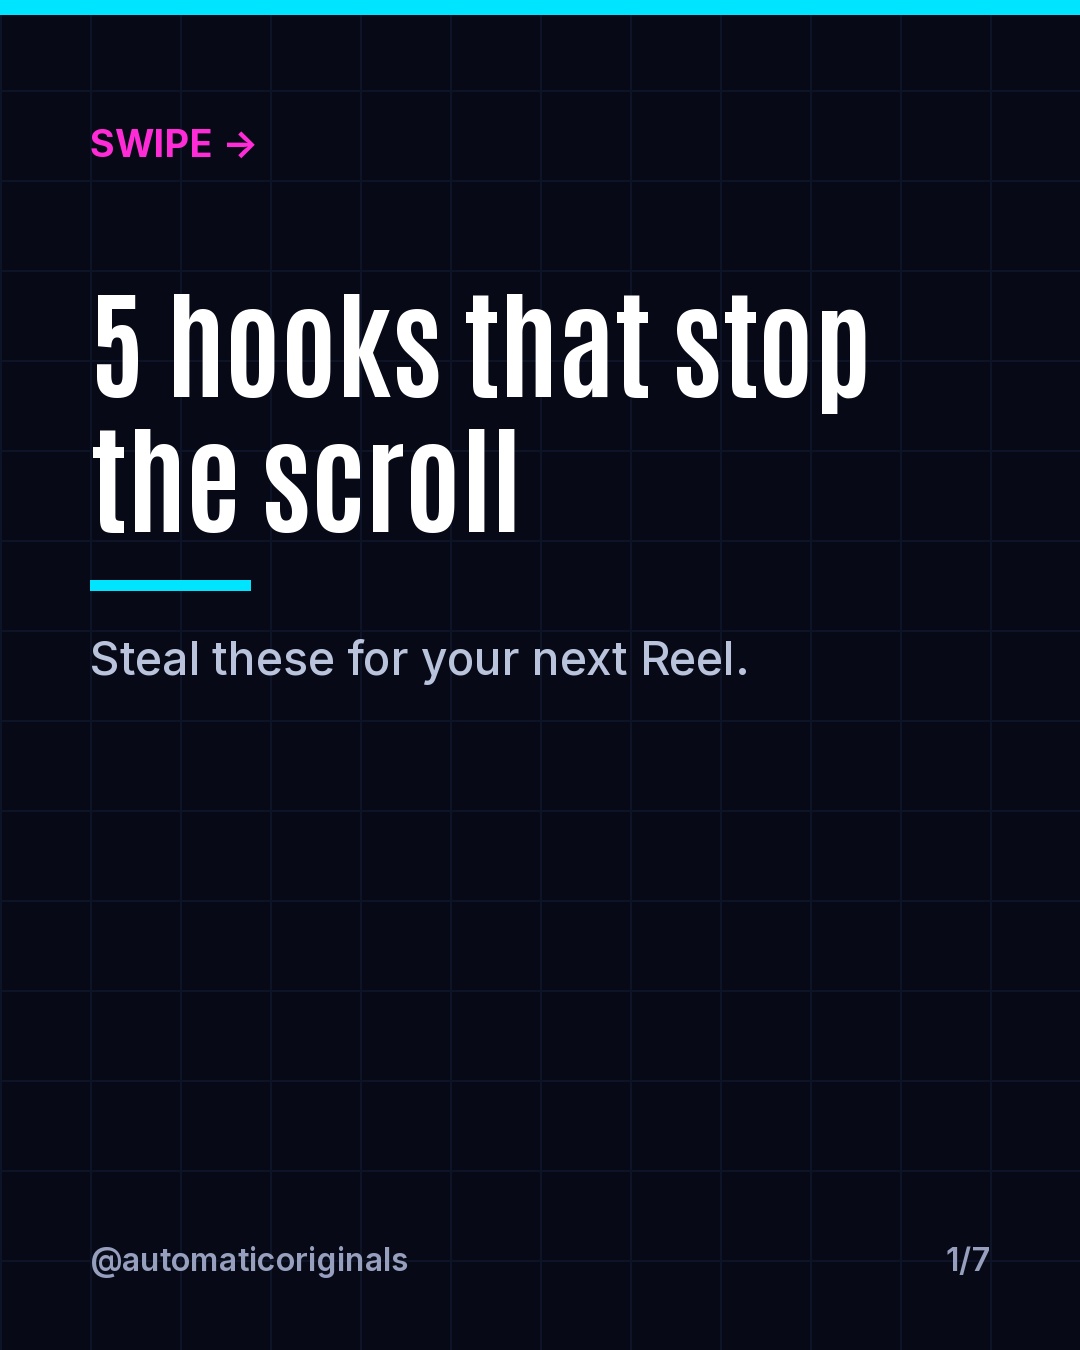 SWIPE →
5 hooks that stop
the scroll
Steal these for your next Reel.
@automaticoriginals
1/7